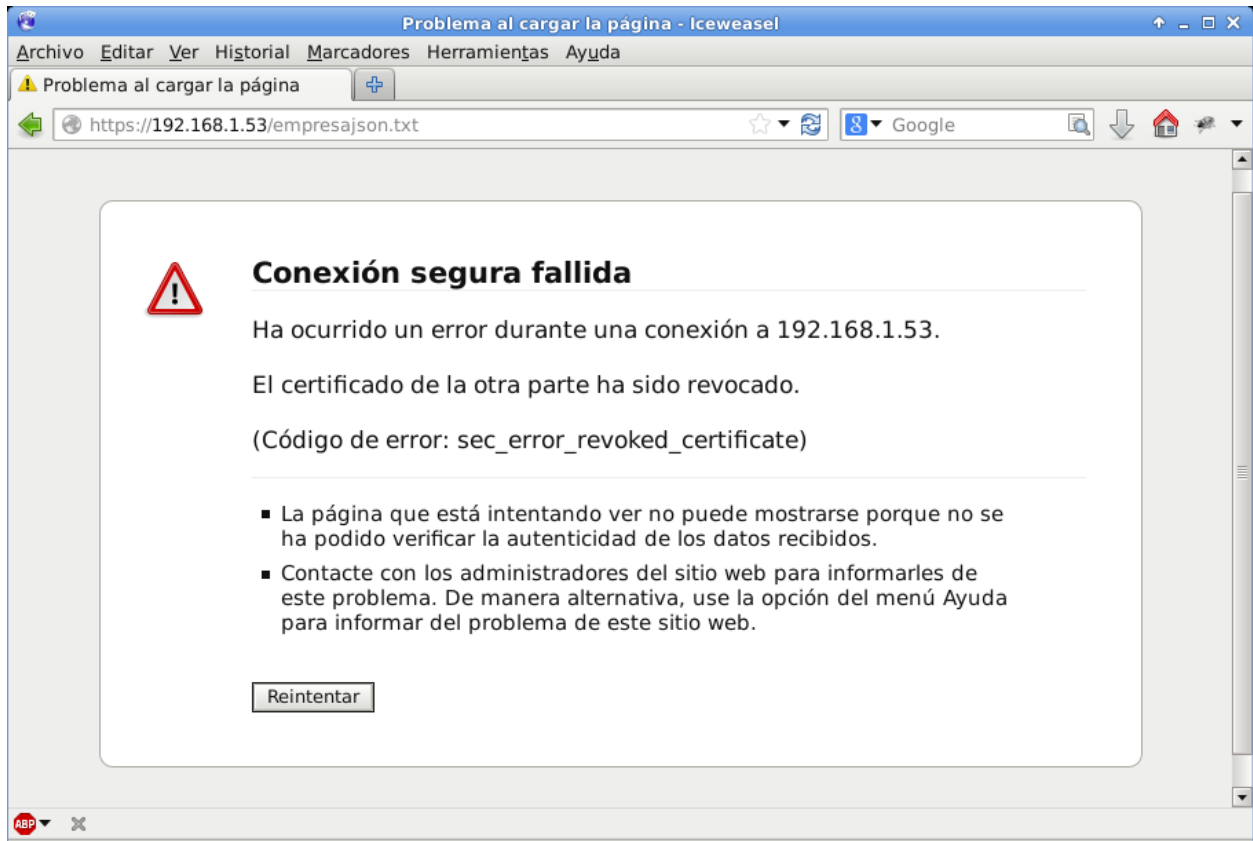 Problema al cargar la página - Iceweasel
Archivo Editar Ver Historial Marcadores Herramientas Ayuda
Problema al cargar la página
https://192.168.1.53/empresajson.txt
8 Google
Conexión segura fallida
Ha ocurrido un error durante una conexión a 192.168.1.53.
El certificado de la otra parte ha sido revocado.
(Código de error: sec_error_revoked_certificate)
La página que está intentando ver no puede mostrarse porque no se
ha podido verificar la autenticidad de los datos recibidos.
Contacte con los administradores del sitio web para informarles de
este problema. De manera alternativa, use la opción del menú Ayuda
para informar del problema de este sitio web.
Reintentar
ABP